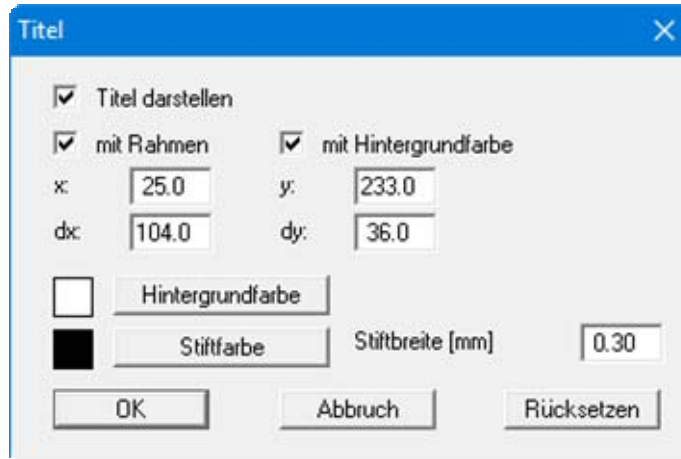 Titel
Titel darstellen
mit Rahmen mit Hintergrundfarbe
x: 25.0 y: 233.0
dx: 104.0 dy: 36.0
Hintergrundfarbe
Stiftfarbe Stiftbreite [mm] 0.30
OK Abbruch Rücksetzen